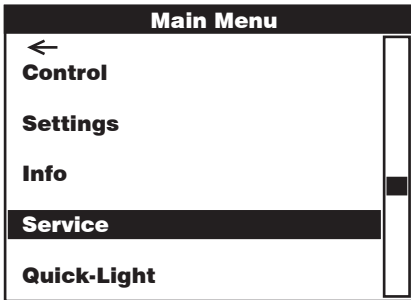 Main Menu
←
Control
Settings
Info
Service
Quick-Light